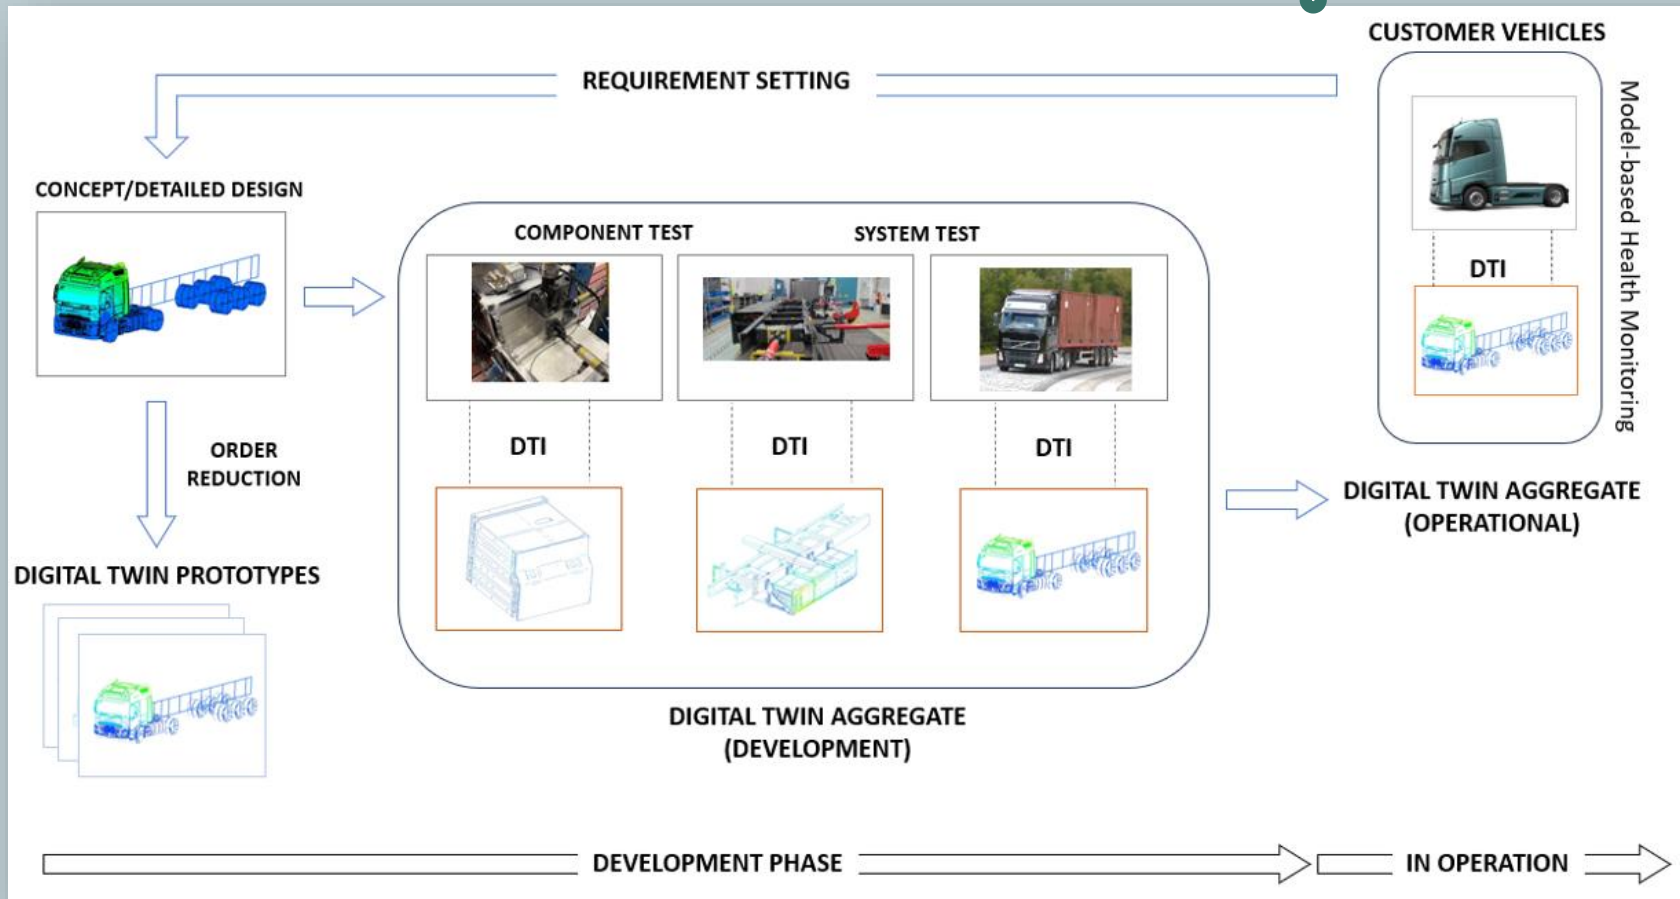 CUSTOMER VEHICLES
REQUIREMENT SETTING
Model-based Health Monitoring
CONCEPT/DETAILED DESIGN
COMPONENT TEST
SYSTEM TEST
DTI
DTI
DTI
DTI
ORDER
REDUCTION
DIGITAL TWIN AGGREGATE
(OPERATIONAL)
DIGITAL TWIN PROTOTYPES
DIGITAL TWIN AGGREGATE
(DEVELOPMENT)
DEVELOPMENT PHASE
IN OPERATION